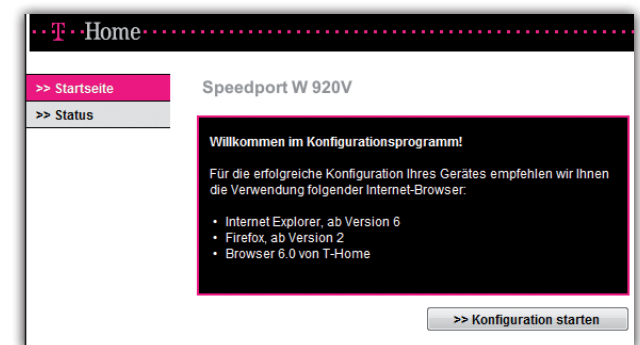 T Home
>> Startseite
>> Status
Speedport W 920V
Willkommen im Konfigurationsprogramm!
Für die erfolgreiche Konfiguration Ihres Gerätes empfehlen wir Ihnen
die Verwendung folgender Internet-Browser:
• Internet Explorer, ab Version 6
• Firefox, ab Version 2
• Browser 6.0 von T-Home
>> Konfiguration starten